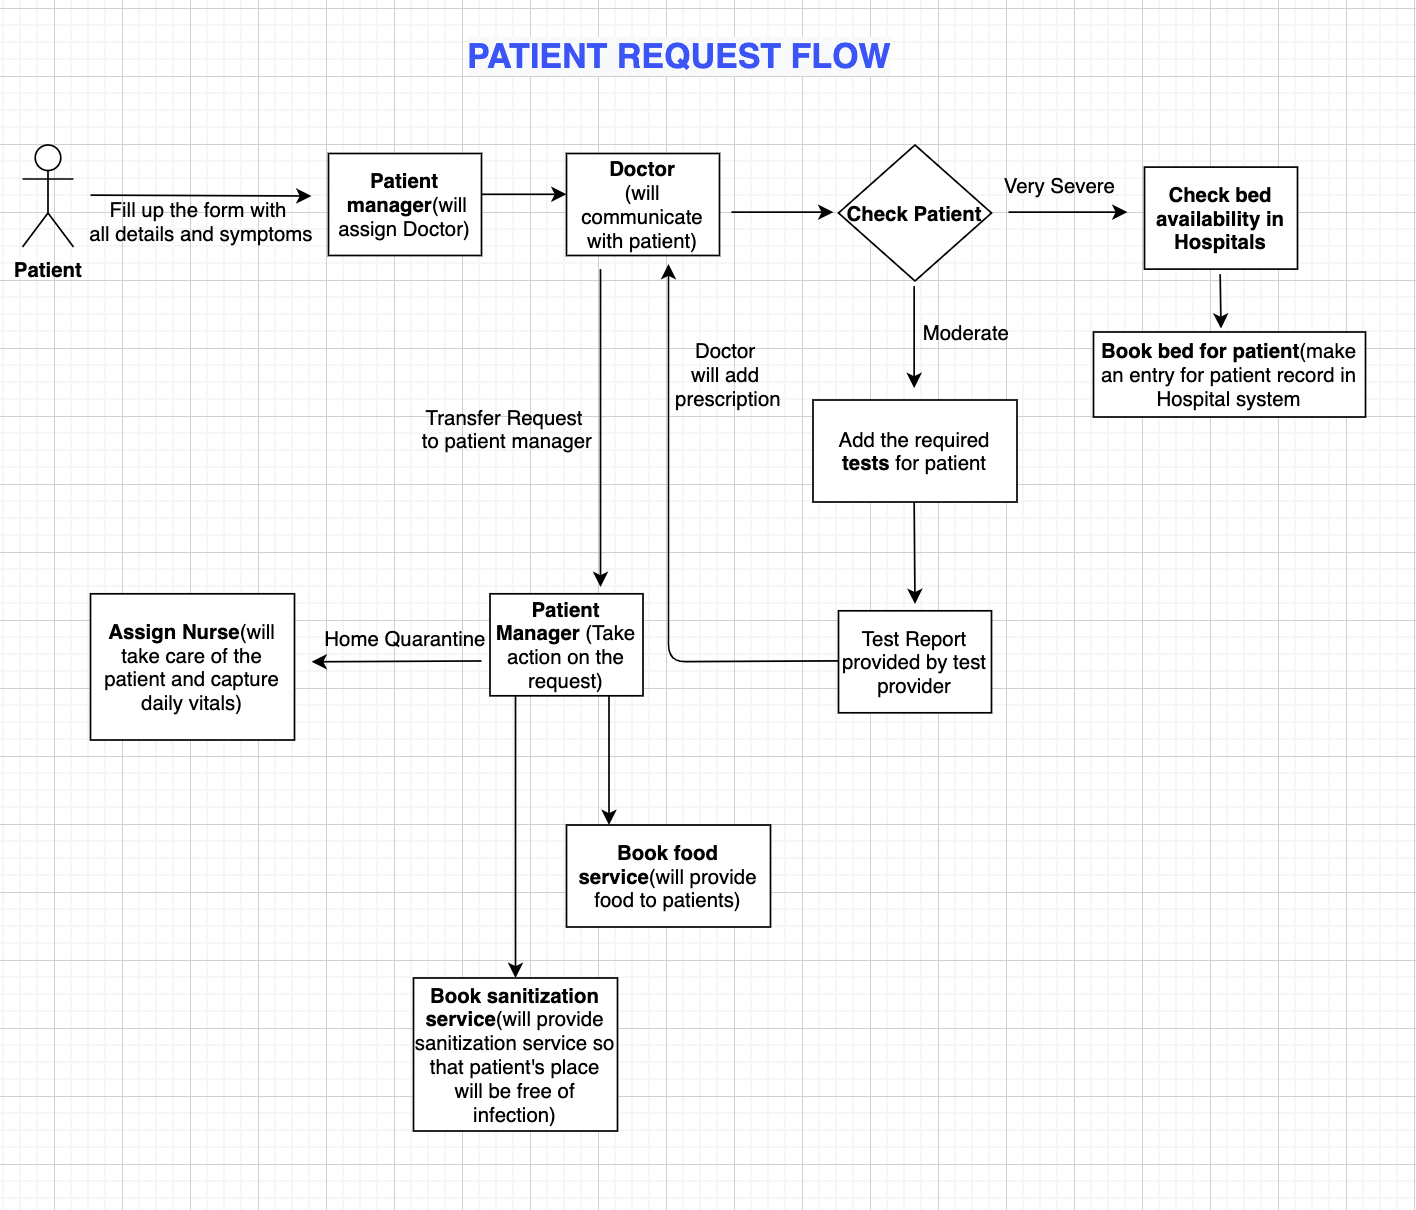 PATIENT REQUEST FLOW
Patient
Fill up the form with
all details and symptoms
Patient
manager(will
assign Doctor)
Doctor
(will
communicate
with patient)
Check Patient
Very Severe
Check bed
availability in
Hospitals
Moderate
Book bed for patient(make
an entry for patient record in
Hospital system
Doctor
will add
prescription
Transfer Request
to patient manager
Add the required
tests for patient
Assign Nurse(will
take care of the
patient and capture
daily vitals)
Home Quarantine
Patient
Manager (Take
action on the
request)
Test Report
provided by test
provider
Book food
service(will provide
food to patients)
Book sanitization
service(will provide
sanitization service so
that patient's place
will be free of
infection)